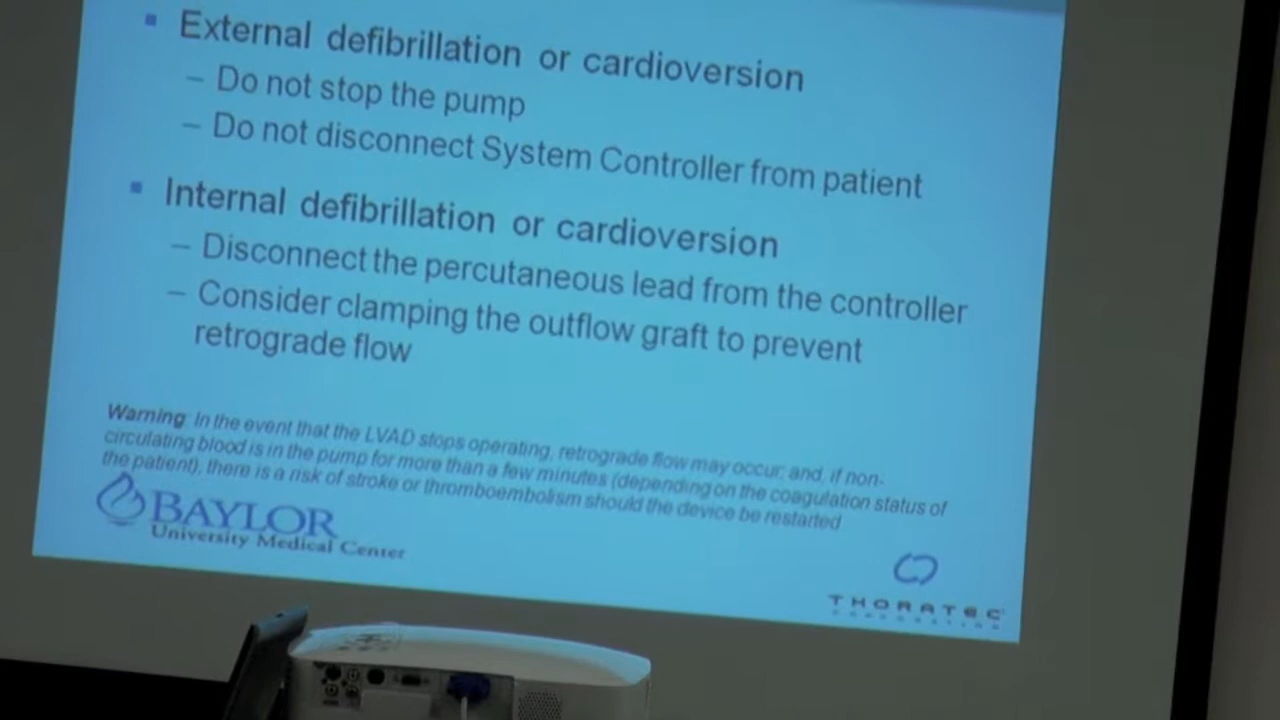 External defibrillation or cardioversion
– Do not stop the pump
– Do not disconnect System Controller from patient
Internal defibrillation or cardioversion
– Disconnect the percutaneous lead from the controller
– Consider clamping the outflow graft to prevent
retrograde flow
Warning: In the event that the LVAD stops operating, retrograde flow may occur; and, if non-
circulating blood is in the pump for more than a few minutes (depending on the coagulation status of
the patient), there is a risk of stroke or thromboembolism should the device be restarted
BAYLOR
University Medical Center
THORATEC
CORPORATION